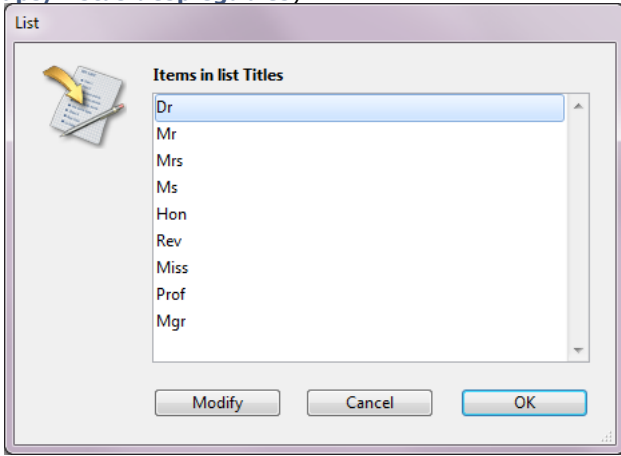 List
Items in list Titles
Dr
Mr
Mrs
Ms
Hon
Rev
Miss
Prof
Mgr
Modify Cancel OK